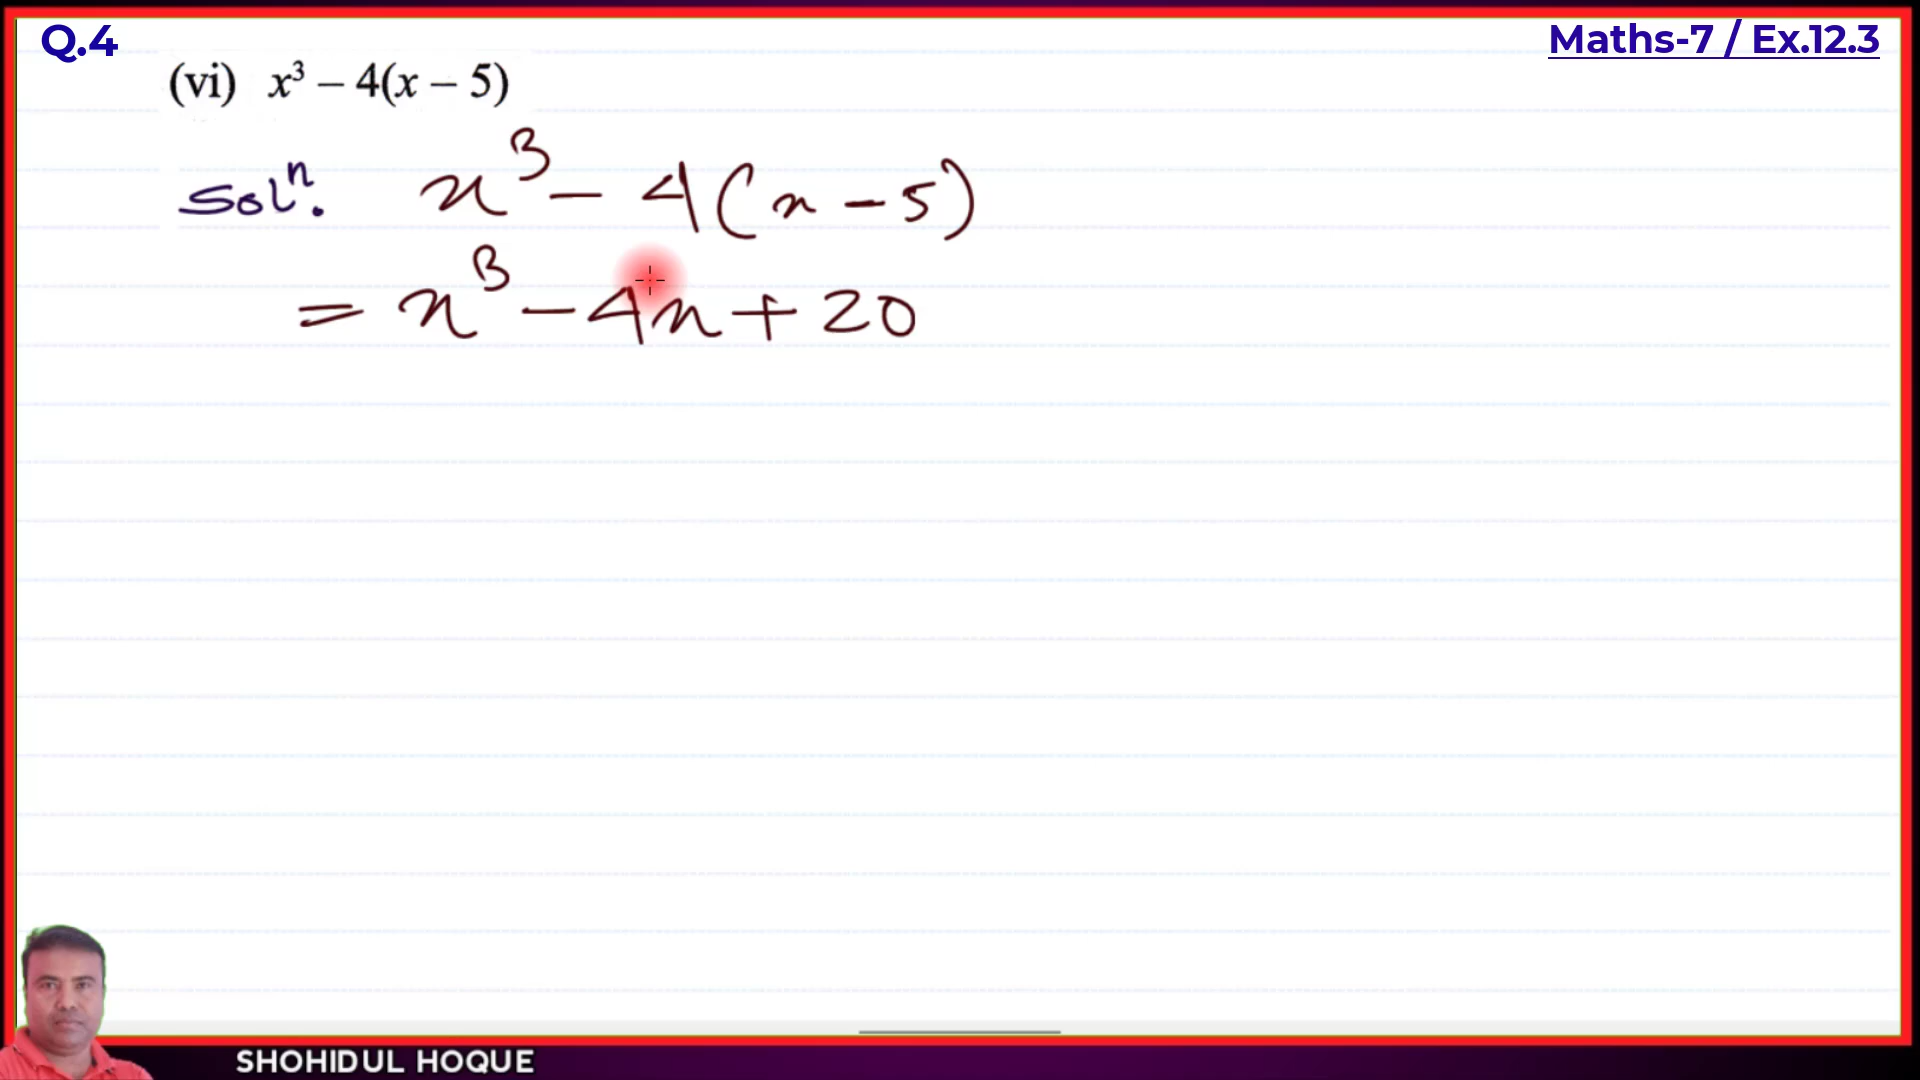 Q.4
Maths-7 / Ex.12.3
(vi) x³ – 4(x – 5)
Solⁿ. x³ – 4(x – 5)
= x³ – 4x + 20
SHOHIDUL HOQUE